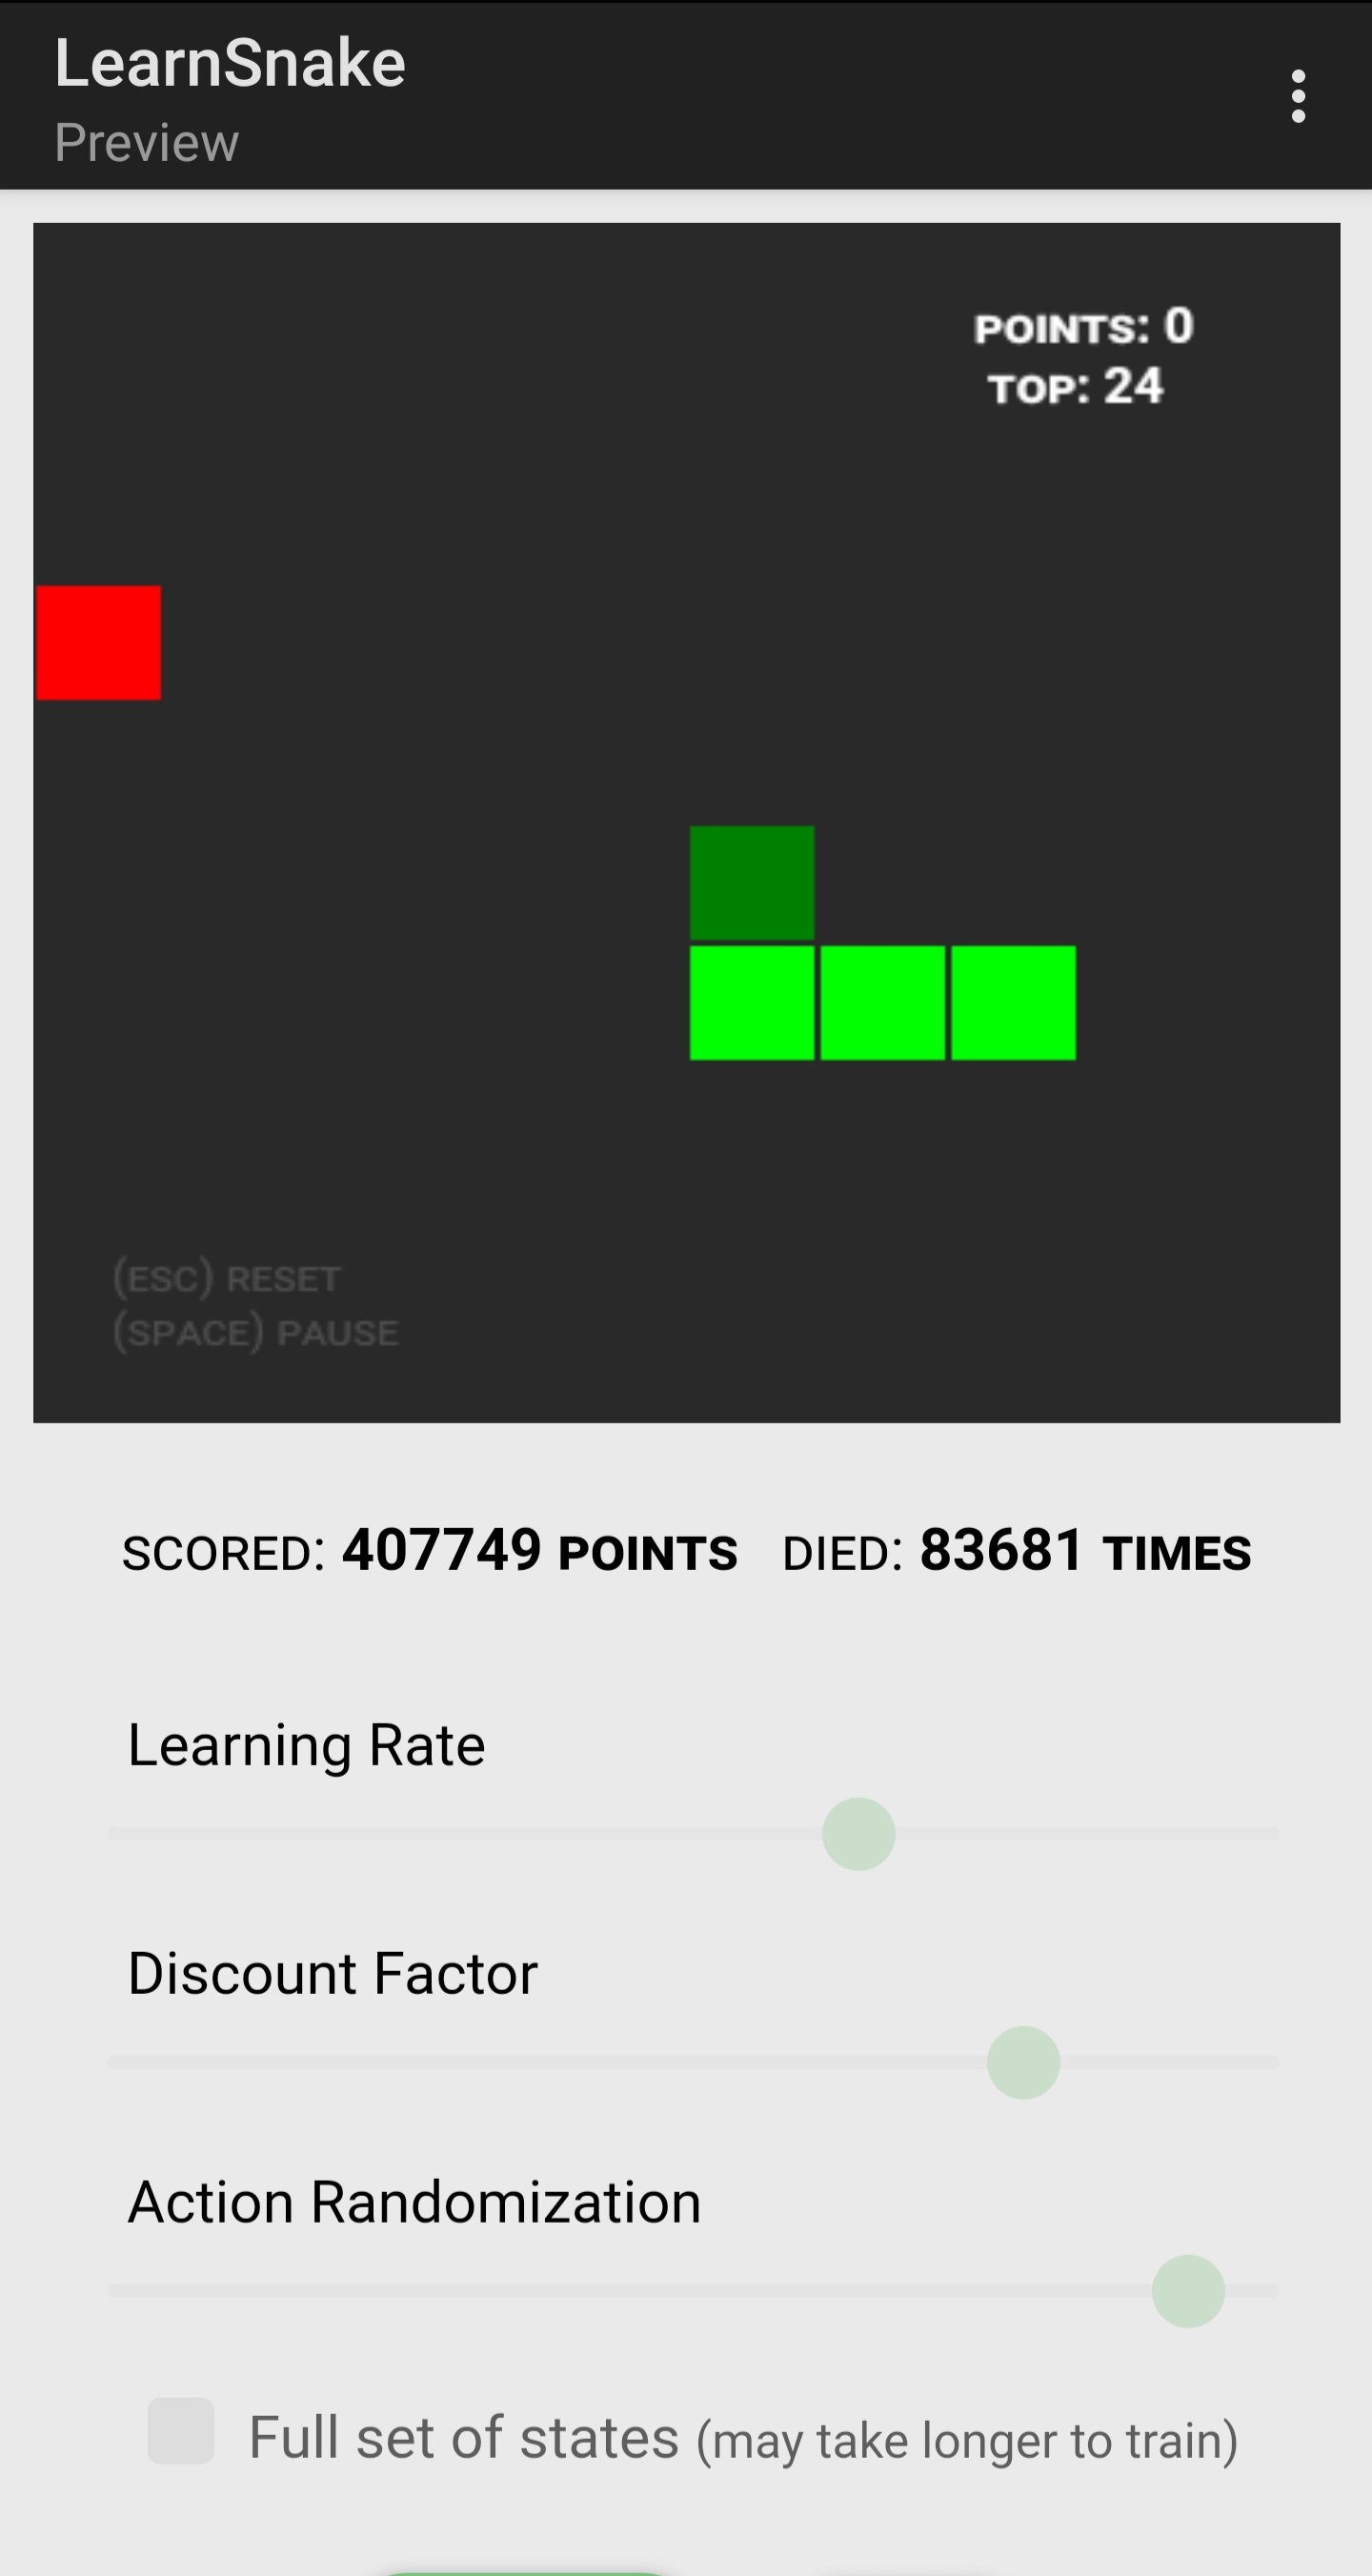 LearnSnake
Preview
POINTS: 0
TOP: 24
(ESC) RESET
(SPACE) PAUSE
SCORED: 407749 POINTS DIED: 83681 TIMES
Learning Rate
Discount Factor
Action Randomization
Full set of states (may take longer to train)